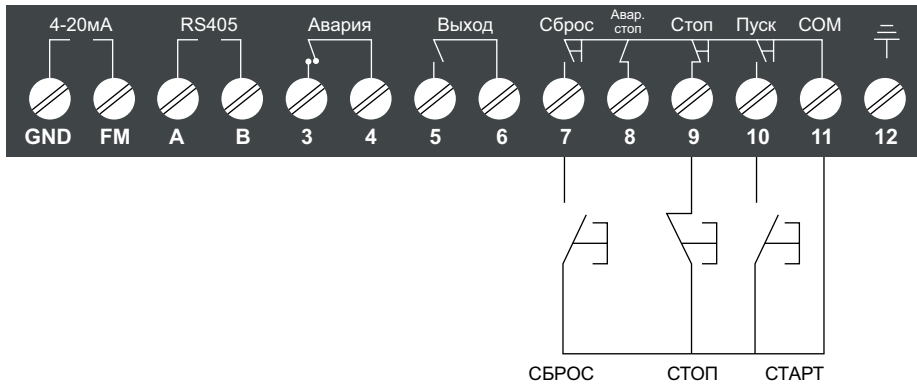 4-20мА RS405 Авария Выход Сброс Авар. стоп Стоп Пуск COM
GND FM A B 3 4 5 6 7 8 9 10 11 12
СБРОС СТОП СТАРТ